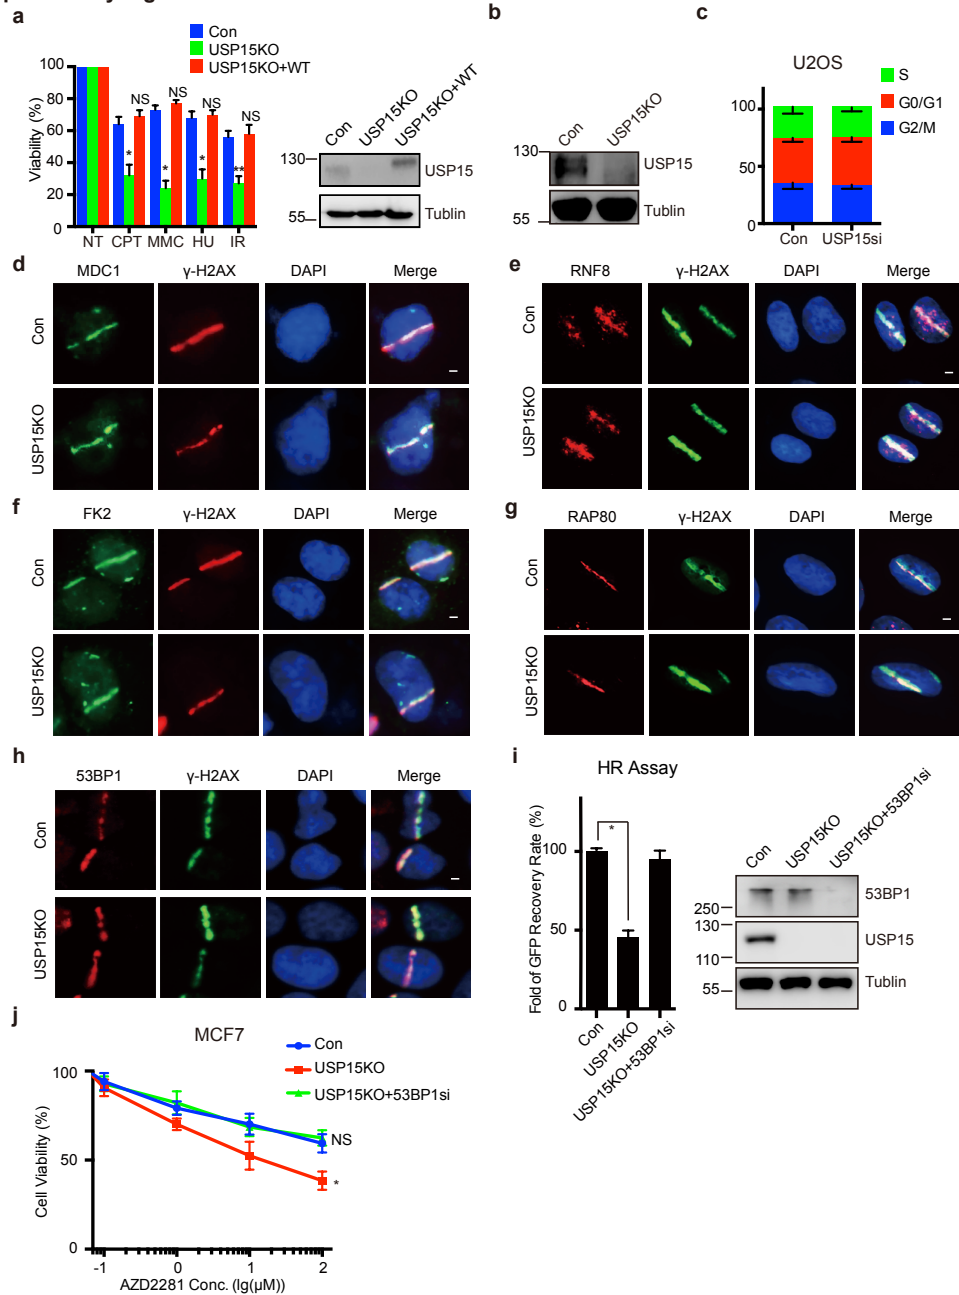 a
Con
USP15KO
USP15KO+WT
Viability (%)
100
80
60
40
20
0
NS
NS
NS
NS
*
*
*
**
NT
CPT
MMC
HU
IR
Con
USP15KO
USP15KO+WT
130
USP15
55
Tublin
b
Con
USP15KO
130
USP15
55
Tublin
c
U2OS
S
G0/G1
G2/M
100
50
0
Con
USP15si
d
MDC1
γ-H2AX
DAPI
Merge
Con
USP15KO
e
RNF8
γ-H2AX
DAPI
Merge
Con
USP15KO
f
FK2
γ-H2AX
DAPI
Merge
Con
USP15KO
g
RAP80
γ-H2AX
DAPI
Merge
Con
USP15KO
h
53BP1
γ-H2AX
DAPI
Merge
Con
USP15KO
i
HR Assay
Fold of GFP Recovery Rate (%)
100
50
0
*
Con
USP15KO
USP15KO+53BP1si
Con
USP15KO
USP15KO+53BP1si
250
53BP1
130
110
USP15
55
Tublin
j
MCF7
Con
USP15KO
USP15KO+53BP1si
Cell Viability (%)
100
50
0
NS
*
-1
0
1
2
AZD2281 Conc. (lg(μM))